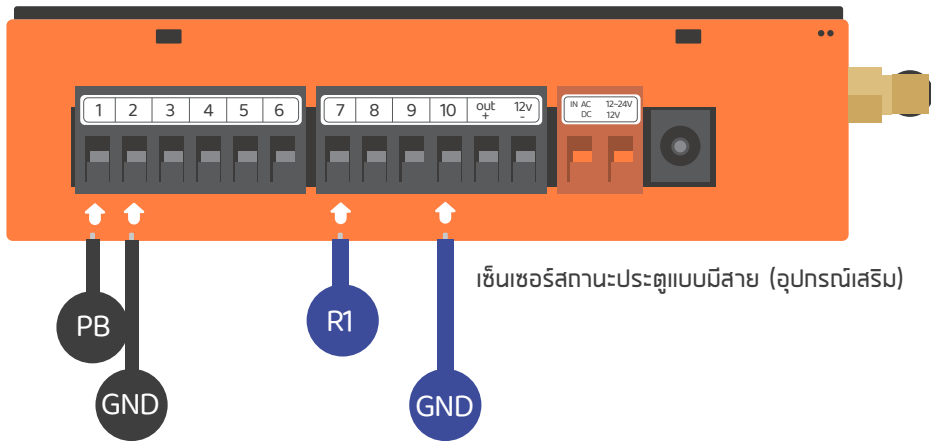 1 2 3 4 5 6 7 8 9 10 out + 12v - IN AC 12~24V
DC 12V
เซ็นเซอร์สถานะประตูแบบมีสาย (อุปกรณ์เสริม)
PB R1
GND GND